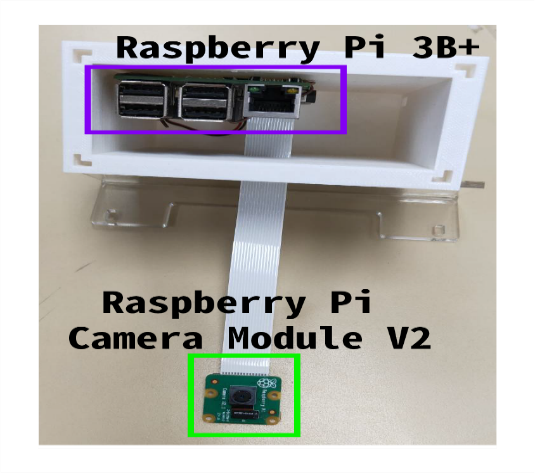 Raspberry Pi 3B+
Raspberry Pi
Camera Module V2